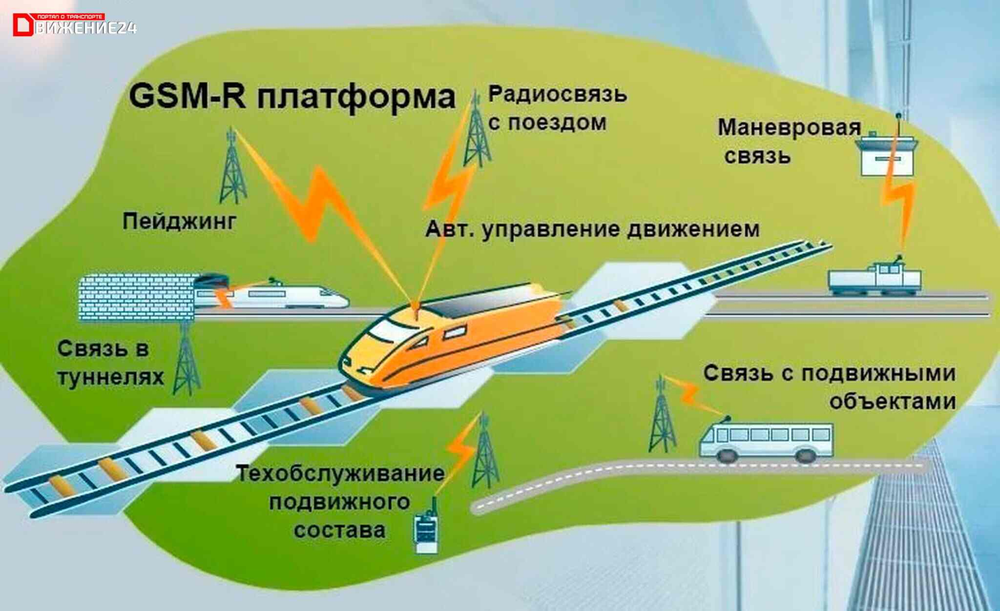 ПОРТАЛ О ТРАНСПОРТЕ
ДВИЖЕНИЕ24
GSM-R платформа
Радиосвязь
с поездом
Маневровая
связь
Пейджинг
Авт. управление движением
Связь в
туннелях
Связь с подвижными
объектами
Техобслуживание
подвижного
состава